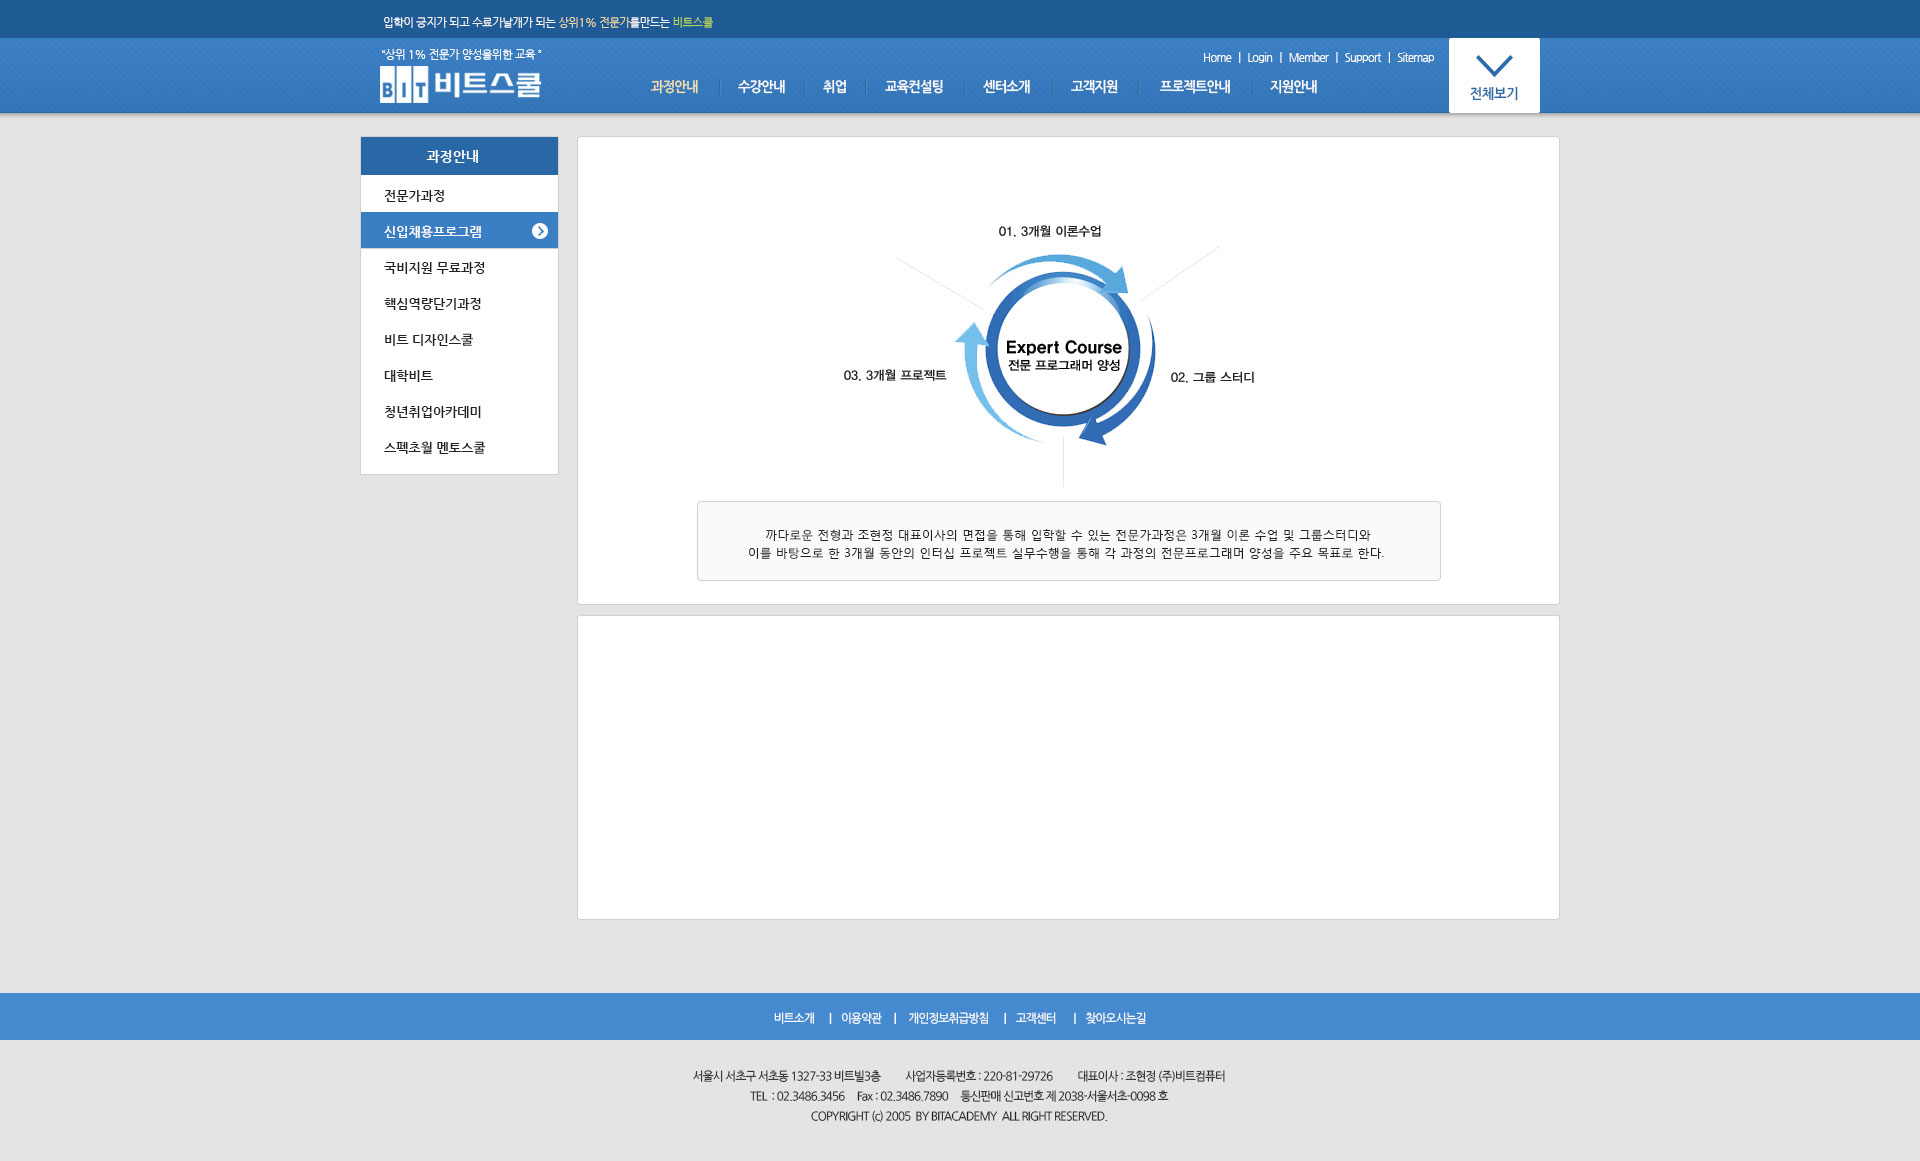 입학이 긍지가 되고 수료가날개가 되는 상위1% 전문가를만드는 비트스쿨
"상위 1% 전문가 양성을위한 교육 "
BIT 비트스쿨
Home | Login | Member | Support | Sitemap
과정안내 수강안내 취업 교육컨설팅 센터소개 고객지원 프로젝트안내 지원안내
전체보기
과정안내
전문가과정
신입채용프로그램
국비지원 무료과정
핵심역량단기과정
비트 디자인스쿨
대학비트
청년취업아카데미
스펙초월 멘토스쿨
01. 3개월 이론수업
Expert Course
전문 프로그래머 양성
03. 3개월 프로젝트
02. 그룹 스터디
까다로운 전형과 조현정 대표이사의 면접을 통해 입학할 수 있는 전문가과정은 3개월 이론 수업 및 그룹스터디와
이를 바탕으로 한 3개월 동안의 인터십 프로젝트 실무수행을 통해 각 과정의 전문프로그래머 양성을 주요 목표로 한다.
비트소개 | 이용약관 | 개인정보취급방침 | 고객센터 | 찾아오시는길
서울시 서초구 서초동 1327-33 비트빌3층 사업자등록번호 : 220-81-29726 대표이사 : 조현정 (주)비트컴퓨터
TEL : 02.3486.3456 Fax : 02.3486.7890 통신판매 신고번호 제 2038-서울서초-0098 호
COPYRIGHT (c) 2005 BY BITACADEMY ALL RIGHT RESERVED.